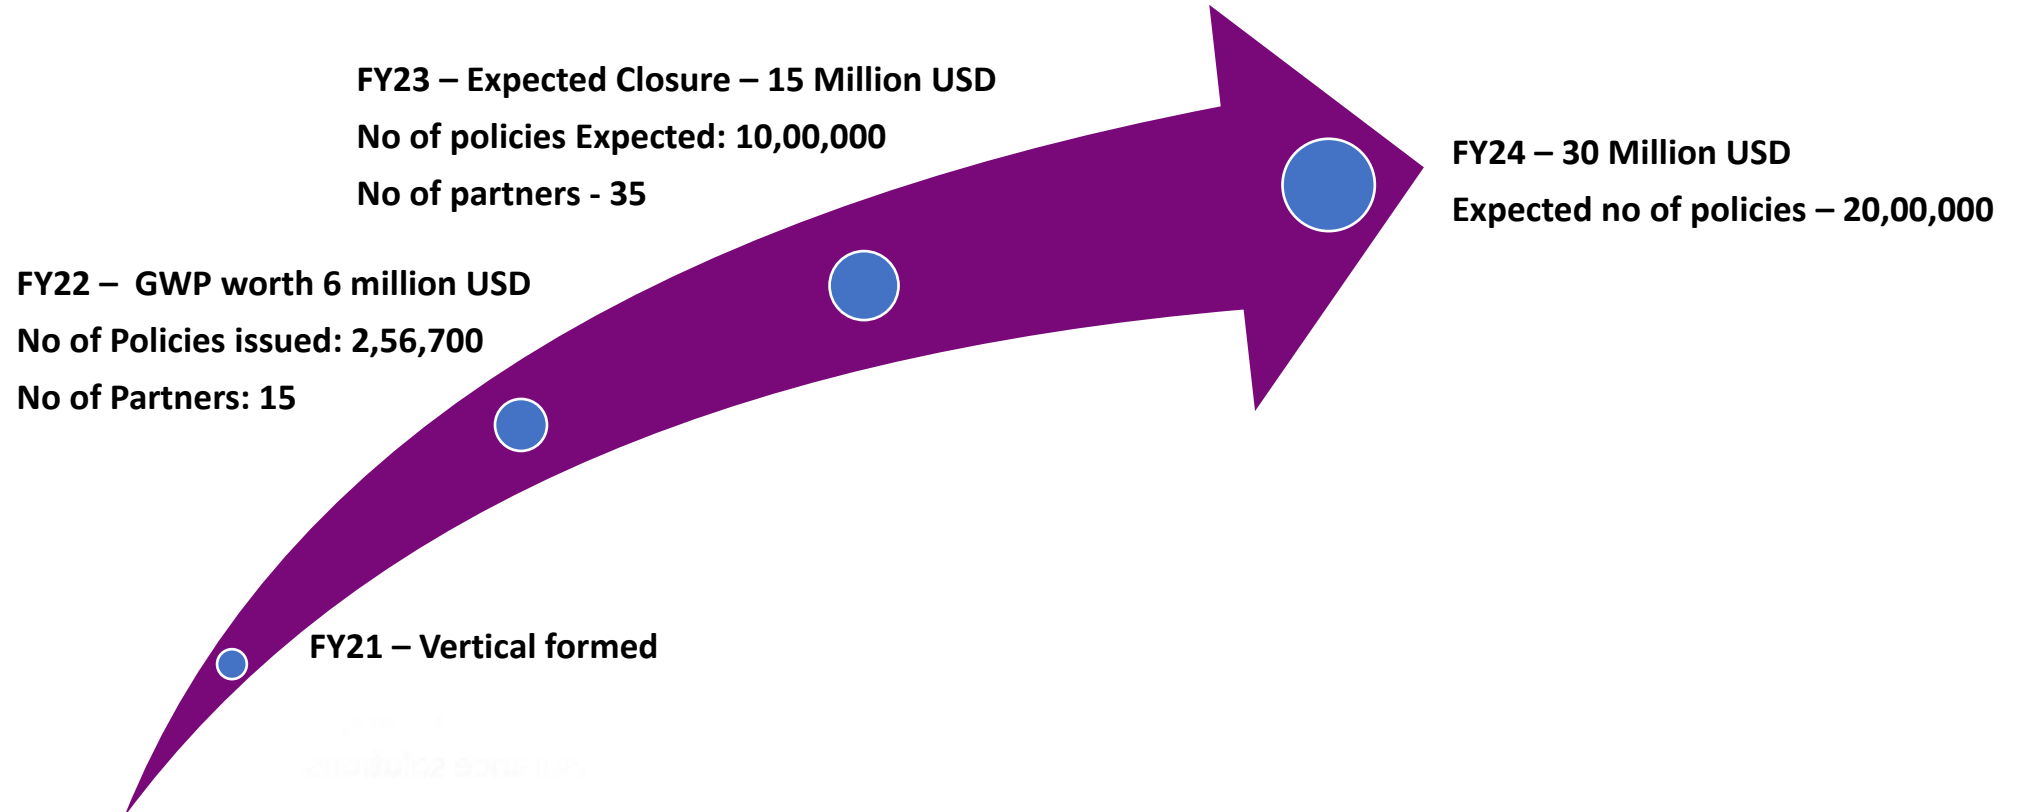 FY23 – Expected Closure – 15 Million USD
No of policies Expected: 10,00,000
No of partners - 35
FY24 – 30 Million USD
Expected no of policies – 20,00,000
FY22 –  GWP worth 6 million USD
No of Policies issued: 2,56,700
No of Partners: 15
FY21 – Vertical formed